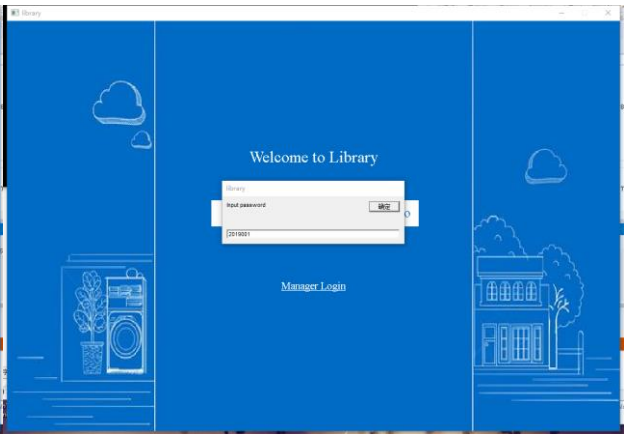 library
Welcome to Library
library
Input password
确定
2019001
Manager Login